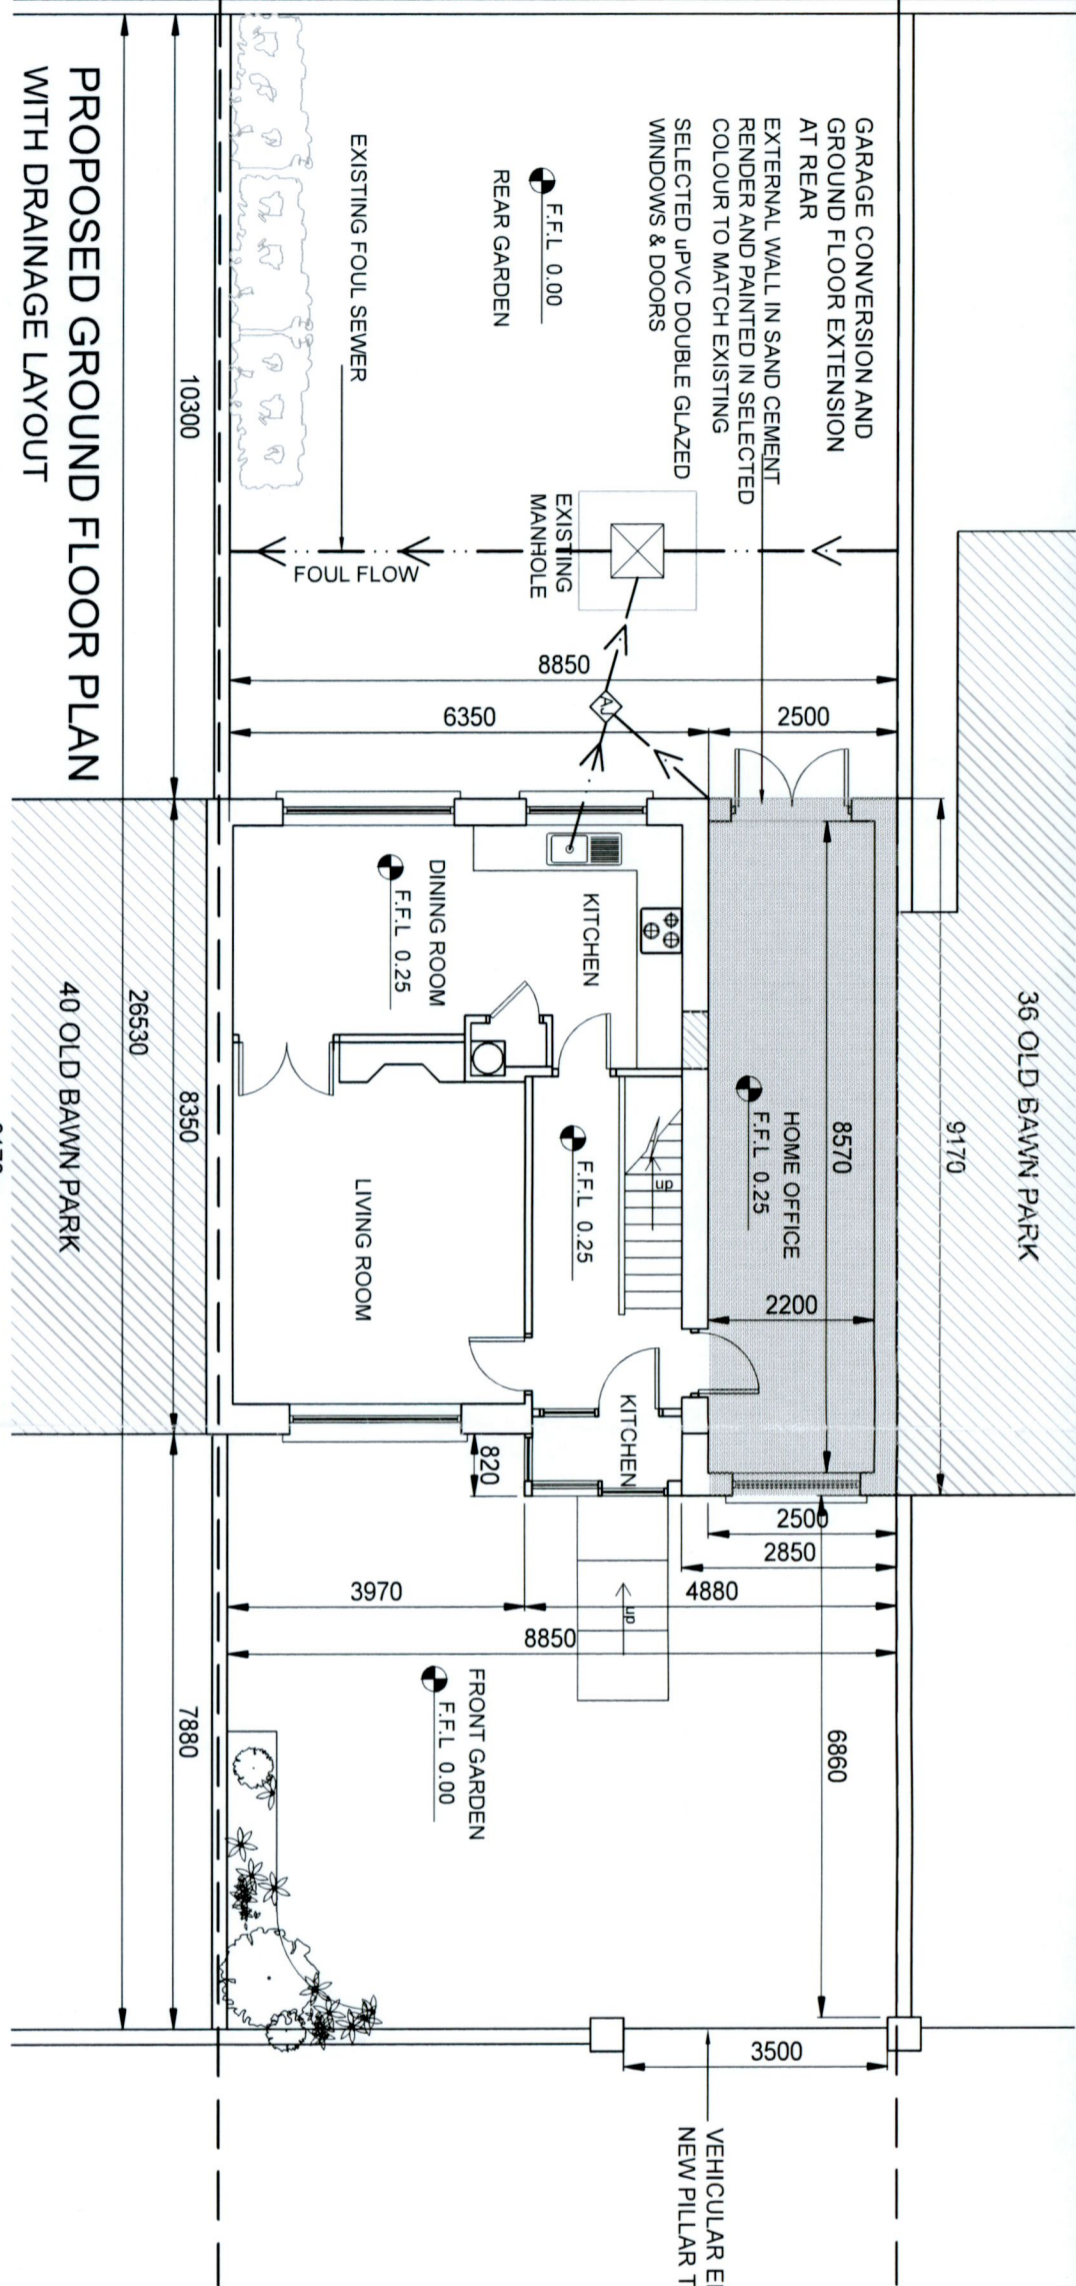 PROPOSED GROUND FLOOR PLAN
WITH DRAINAGE LAYOUT
GARAGE CONVERSION AND
GROUND FLOOR EXTENSION
AT REAR
EXTERNAL WALL IN SAND CEMENT
RENDER AND PAINTED IN SELECTED
COLOUR TO MATCH EXISTING
SELECTED uPVC DOUBLE GLAZED
WINDOWS & DOORS
F.F.L 0.00
REAR GARDEN
EXISTING FOUL SEWER
EXISTING
MANHOLE
FOUL FLOW
AJ
10300
8850
6350
2500
36 OLD BAWN PARK
9170
8570
HOME OFFICE
F.F.L 0.25
2200
KITCHEN
DINING ROOM
F.F.L 0.25
up
F.F.L 0.25
LIVING ROOM
KITCHEN
8350
26530
40 OLD BAWN PARK
820
2500
2850
4880
3970
8850
up
6860
FRONT GARDEN
F.F.L 0.00
7880
3500
VEHICULAR
NEW PILLAR